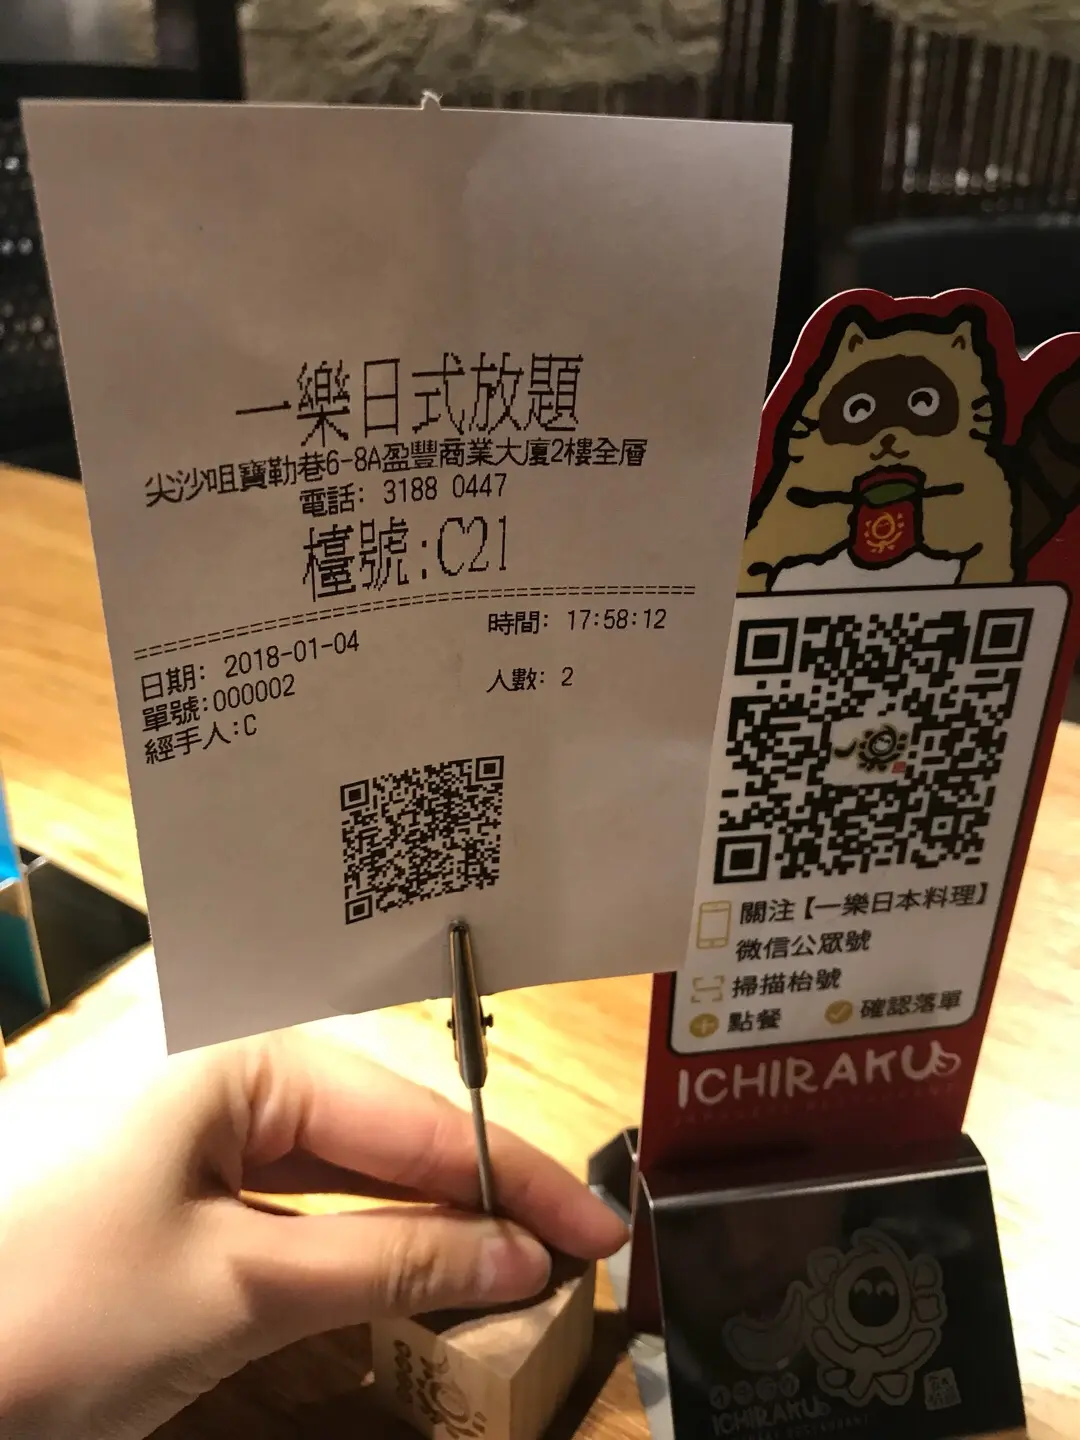 一樂日式放題
尖沙咀寶勒巷6-8A盈豐商業大廈2樓全層
電話: 3188 0447
檯號:C21
日期: 2018-01-04
時間: 17:58:12
單號:000002
人數: 2
經手人:C
關注【一樂日本料理】
微信公眾號
掃描枱號
點餐
確認落單
ICHIRAKU
ICHIRAKU